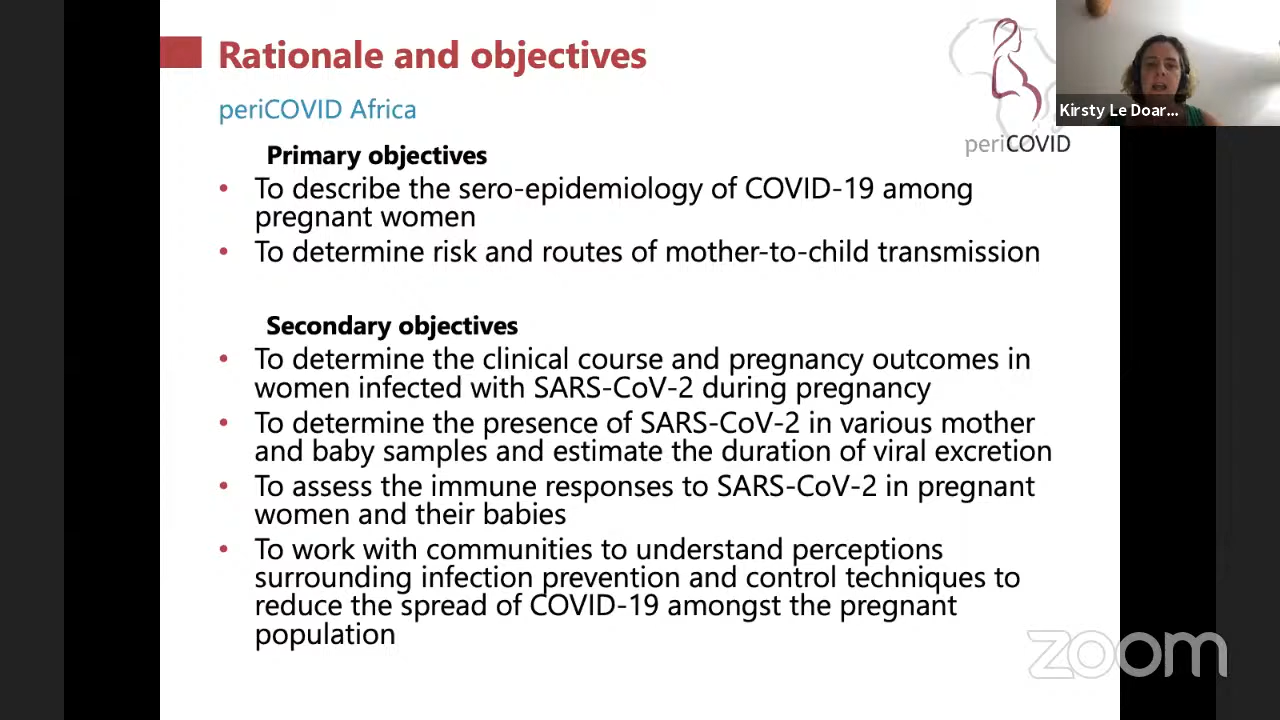 Rationale and objectives
periCOVID Africa
Primary objectives
• To describe the sero-epidemiology of COVID-19 among
pregnant women
• To determine risk and routes of mother-to-child transmission
Secondary objectives
• To determine the clinical course and pregnancy outcomes in
women infected with SARS-CoV-2 during pregnancy
• To determine the presence of SARS-CoV-2 in various mother
and baby samples and estimate the duration of viral excretion
• To assess the immune responses to SARS-CoV-2 in pregnant
women and their babies
• To work with communities to understand perceptions
surrounding infection prevention and control techniques to
reduce the spread of COVID-19 amongst the pregnant
population
periCOVID
Kirsty Le Doar...
zoom